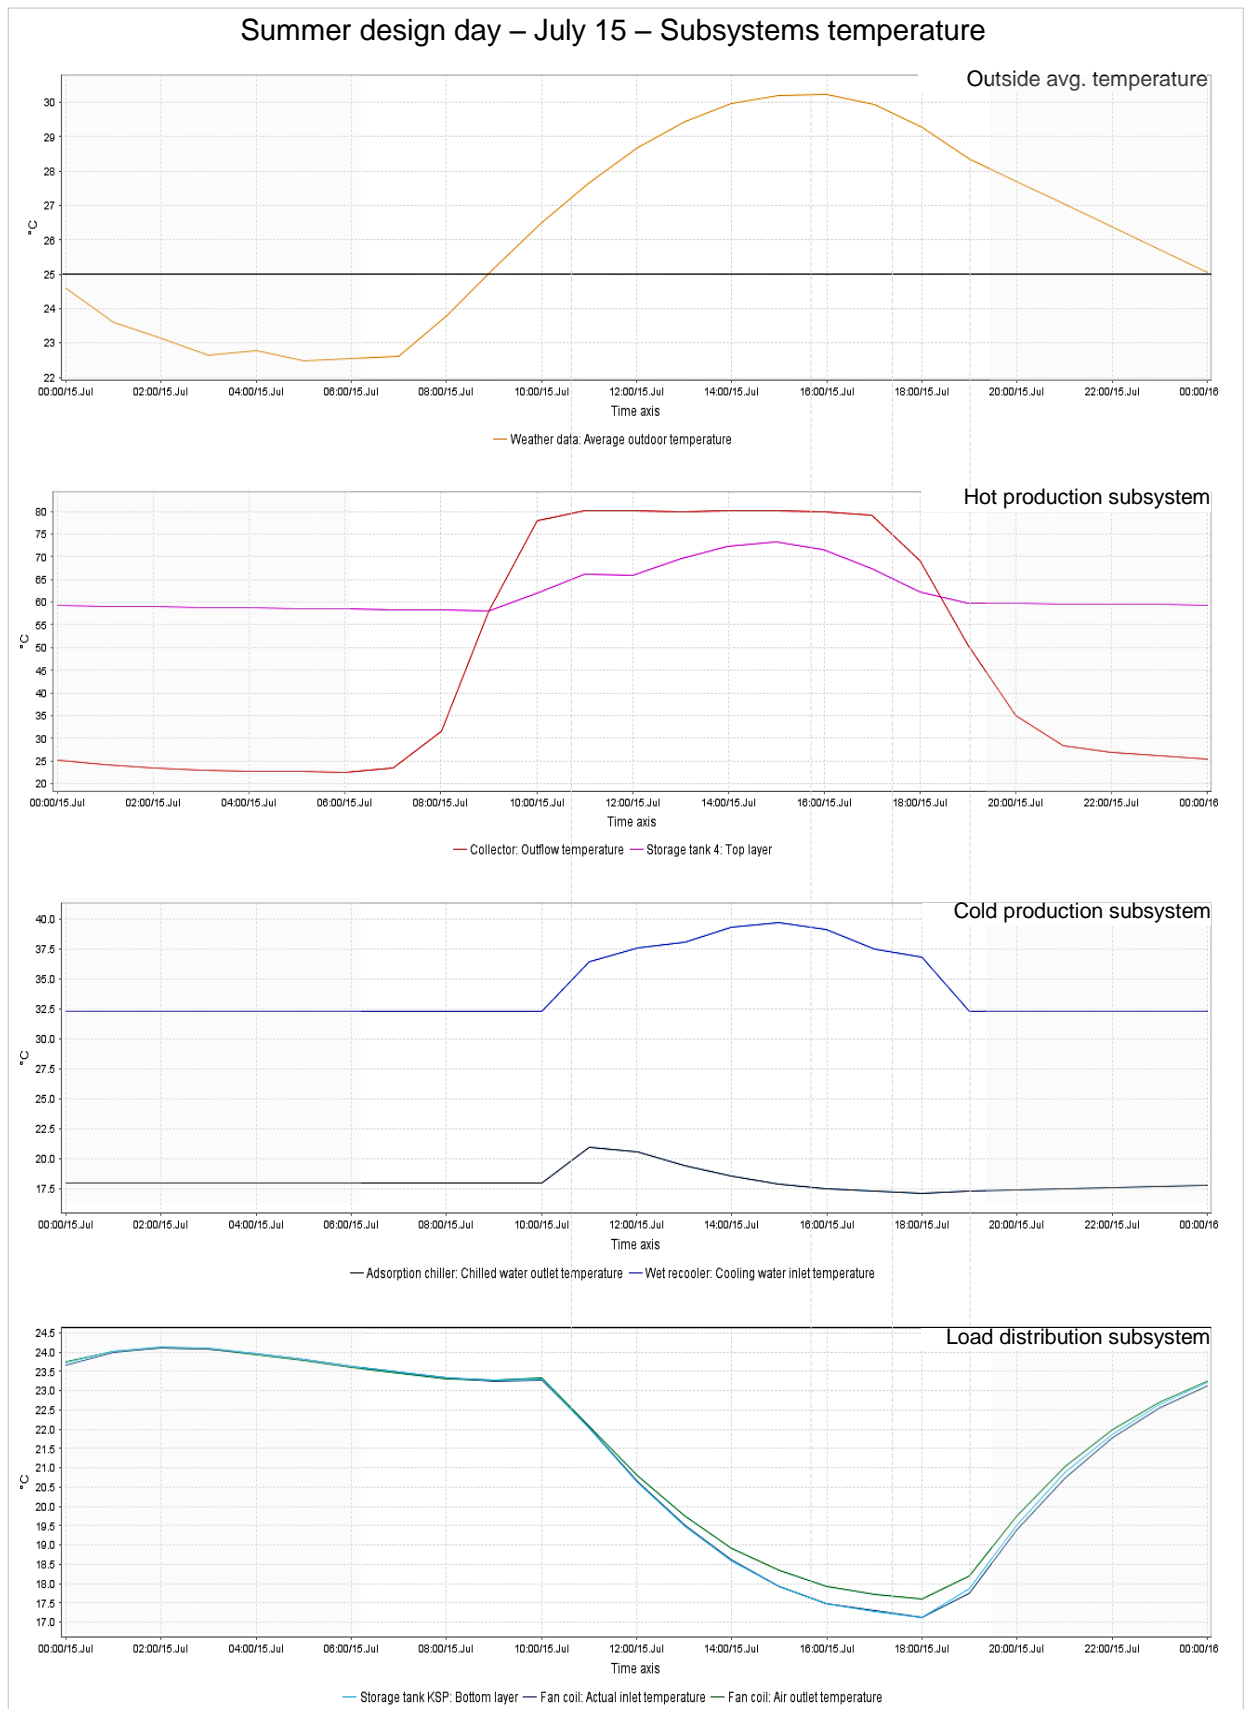 Summer design day – July 15 – Subsystems temperature
Outside avg. temperature
30
29
28
27
26
25
24
23
22
°C
00:00/15.Jul 02:00/15.Jul 04:00/15.Jul 06:00/15.Jul 08:00/15.Jul 10:00/15.Jul 12:00/15.Jul 14:00/15.Jul 16:00/15.Jul 18:00/15.Jul 20:00/15.Jul 22:00/15.Jul 00:00/16
Time axis
Weather data: Average outdoor temperature
Hot production subsystem
80
75
70
65
60
55
50
45
40
35
30
25
20
°C
00:00/15.Jul 02:00/15.Jul 04:00/15.Jul 06:00/15.Jul 08:00/15.Jul 10:00/15.Jul 12:00/15.Jul 14:00/15.Jul 16:00/15.Jul 18:00/15.Jul 20:00/15.Jul 22:00/15.Jul 00:00/16
Time axis
Collector: Outflow temperature Storage tank 4: Top layer
Cold production subsystem
40.0
37.5
35.0
32.5
30.0
27.5
25.0
22.5
20.0
17.5
°C
00:00/15.Jul 02:00/15.Jul 04:00/15.Jul 06:00/15.Jul 08:00/15.Jul 10:00/15.Jul 12:00/15.Jul 14:00/15.Jul 16:00/15.Jul 18:00/15.Jul 20:00/15.Jul 22:00/15.Jul 00:00/16
Time axis
Adsorption chiller: Chilled water outlet temperature Wet recooler: Cooling water inlet temperature
Load distribution subsystem
24.5
24.0
23.5
23.0
22.5
22.0
21.5
21.0
20.5
20.0
19.5
19.0
18.5
18.0
17.5
17.0
°C
00:00/15.Jul 02:00/15.Jul 04:00/15.Jul 06:00/15.Jul 08:00/15.Jul 10:00/15.Jul 12:00/15.Jul 14:00/15.Jul 16:00/15.Jul 18:00/15.Jul 20:00/15.Jul 22:00/15.Jul 00:00/16
Time axis
Storage tank KSP: Bottom layer Fan coil: Actual inlet temperature Fan coil: Air outlet temperature